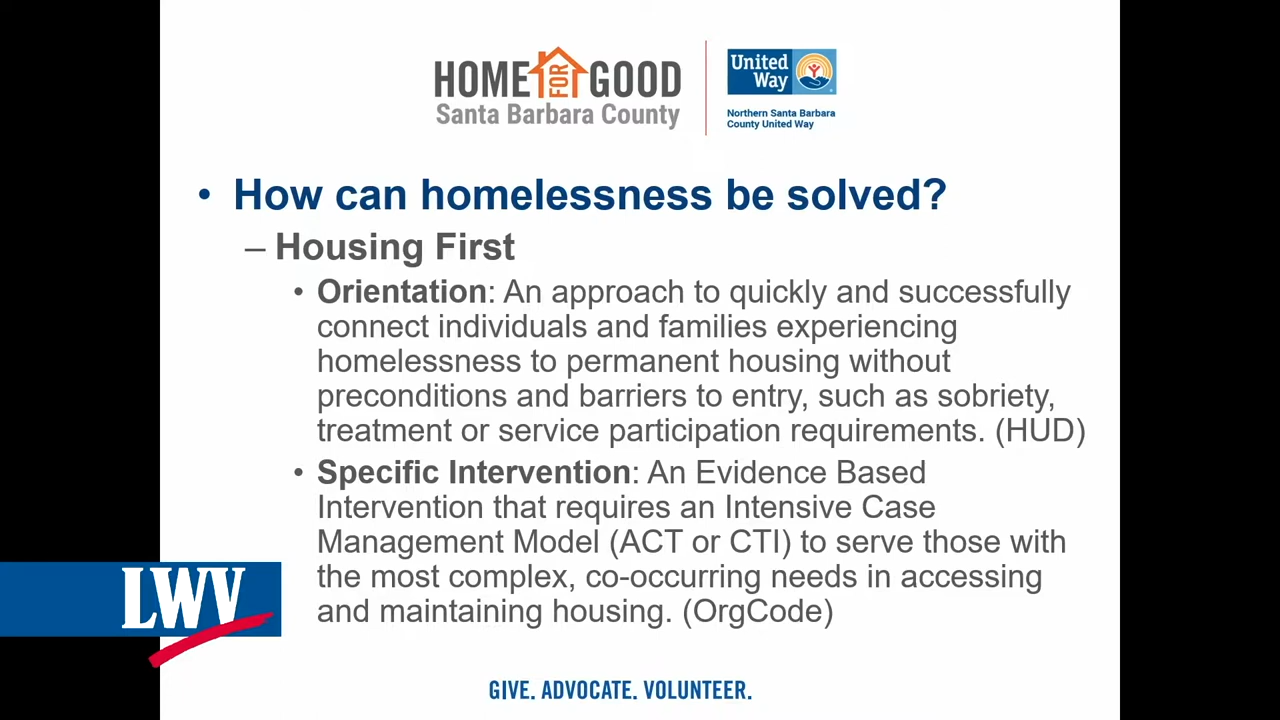 HOME FOR GOOD
Santa Barbara County
United
Way
Northern Santa Barbara
County United Way
• How can homelessness be solved?
– Housing First
• Orientation: An approach to quickly and successfully
connect individuals and families experiencing
homelessness to permanent housing without
preconditions and barriers to entry, such as sobriety,
treatment or service participation requirements. (HUD)
• Specific Intervention: An Evidence Based
Intervention that requires an Intensive Case
Management Model (ACT or CTI) to serve those with
the most complex, co-occurring needs in accessing
and maintaining housing. (OrgCode)
LWV
GIVE. ADVOCATE. VOLUNTEER.